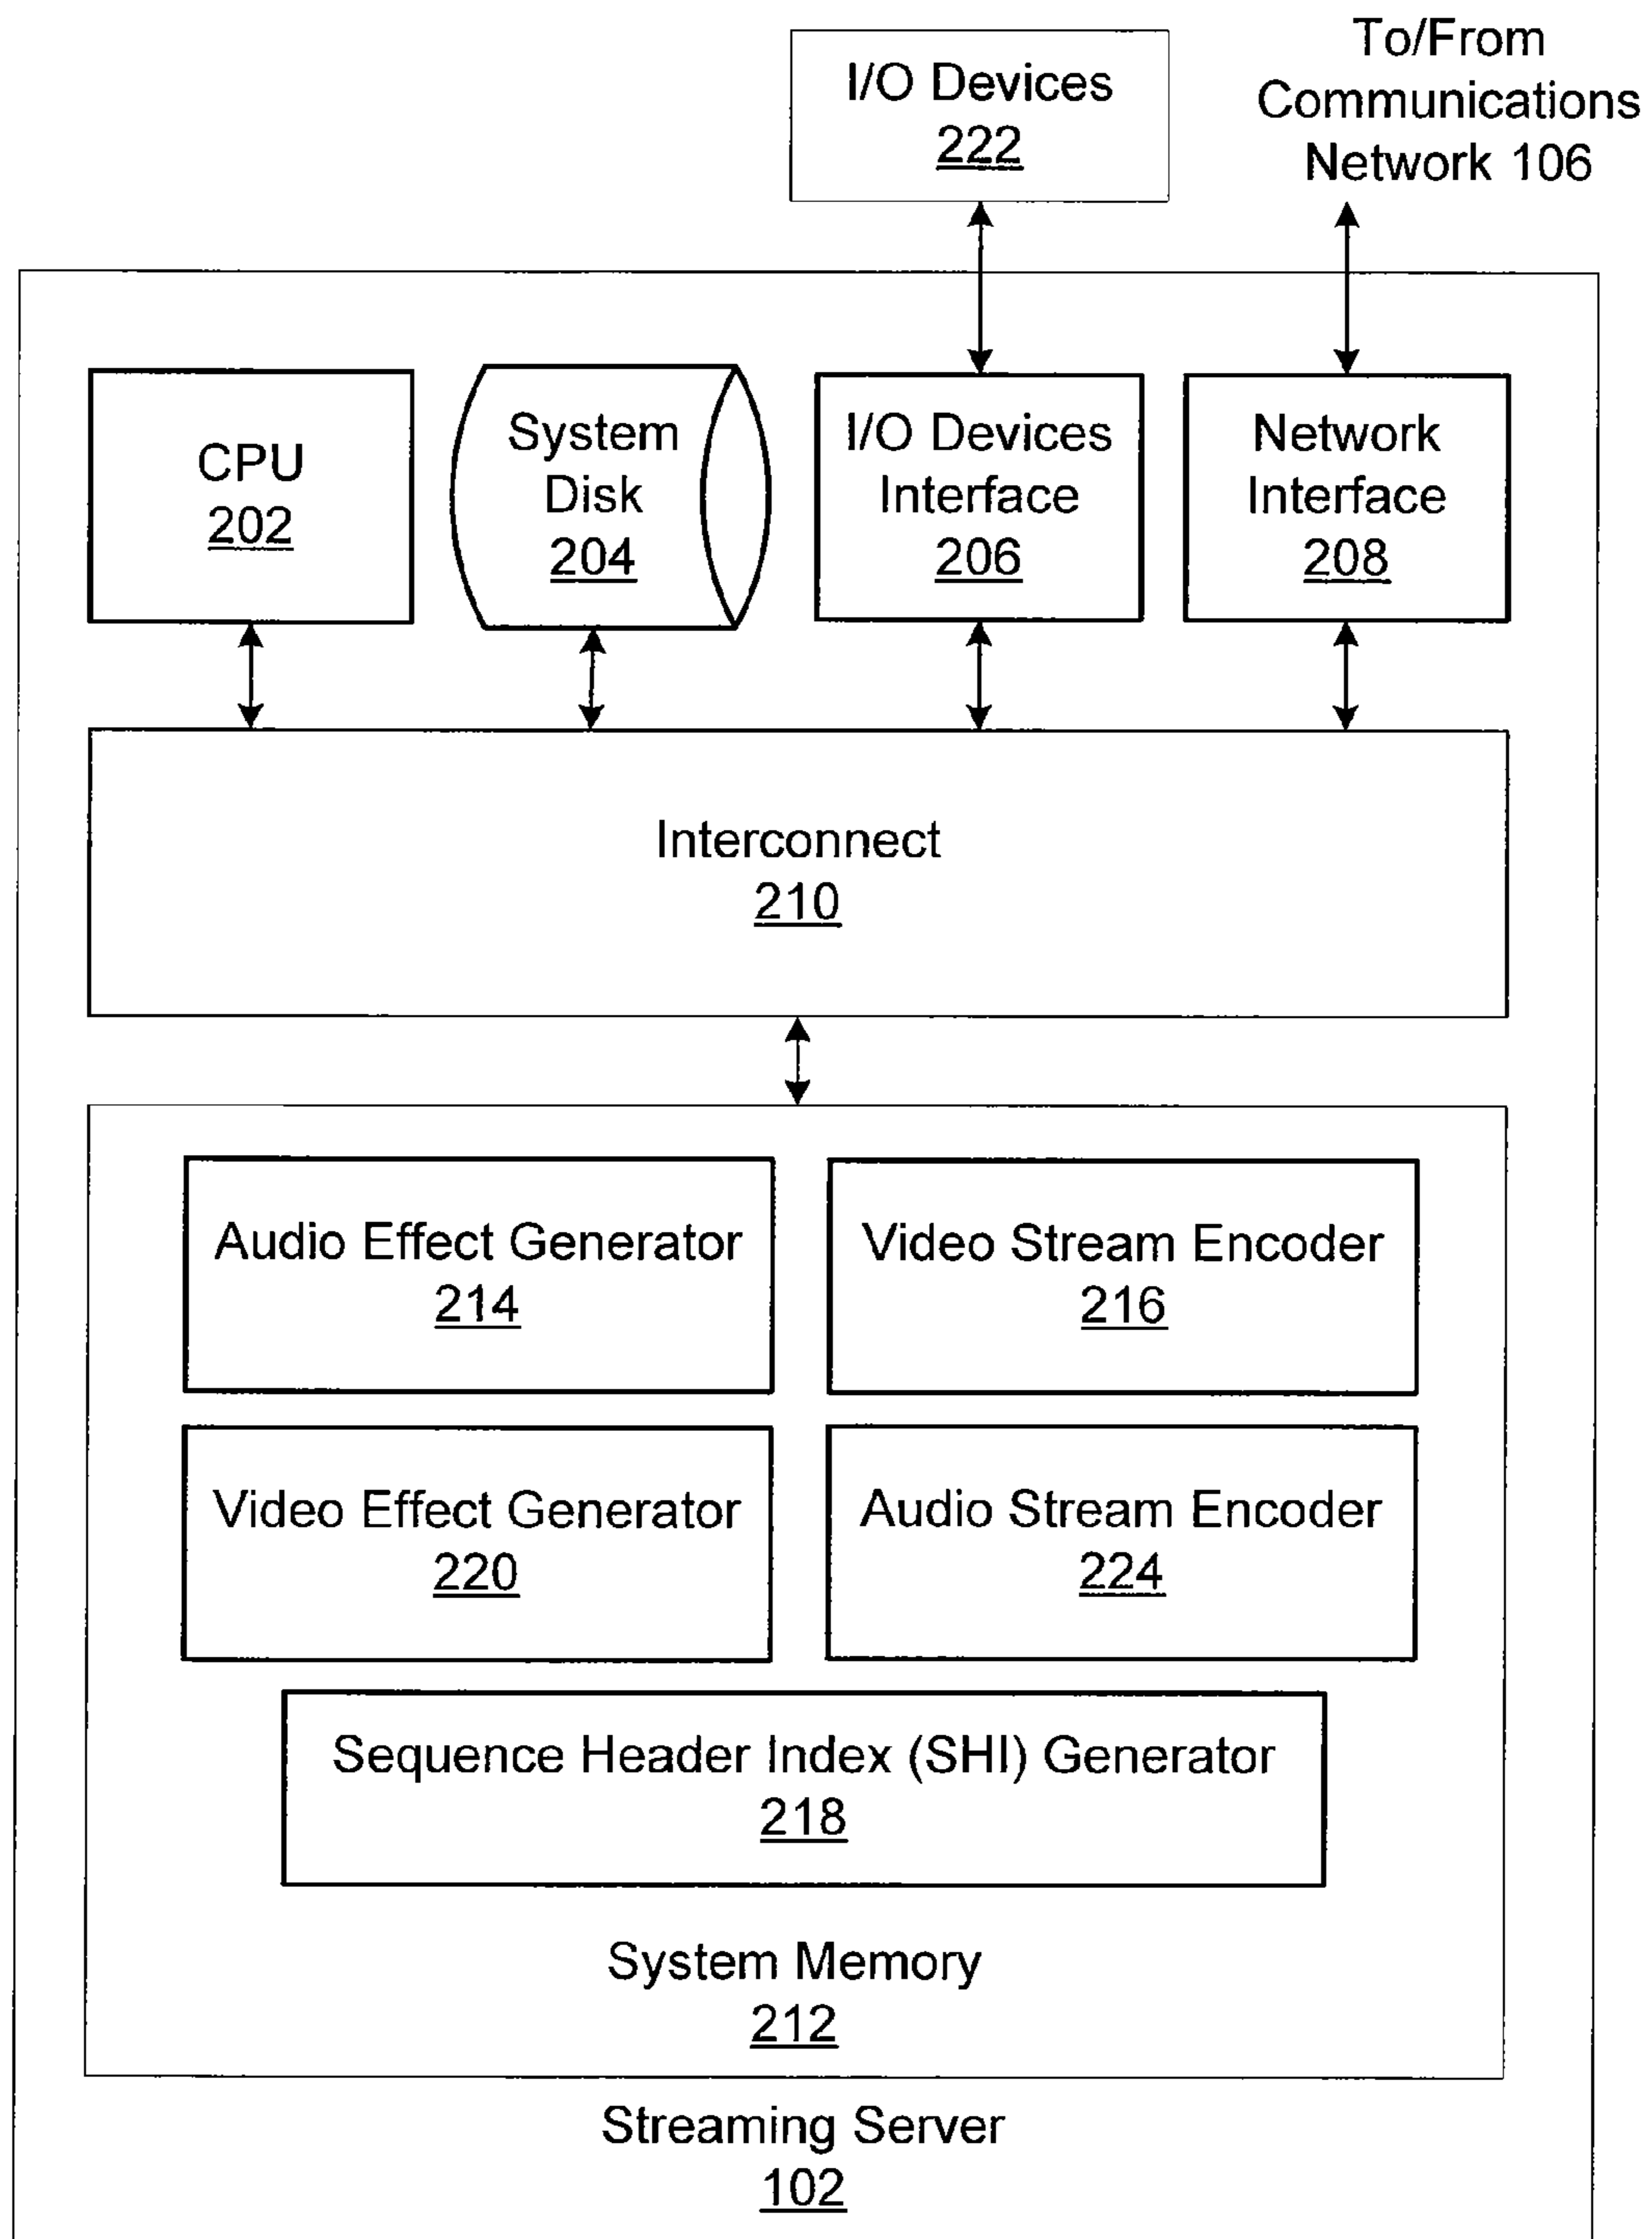 I/O Devices
222
To/From
Communications
Network 106
CPU
202
System
Disk
204
I/O Devices
Interface
206
Network
Interface
208
Interconnect
210
Audio Effect Generator
214
Video Stream Encoder
216
Video Effect Generator
220
Audio Stream Encoder
224
Sequence Header Index (SHI) Generator
218
System Memory
212
Streaming Server
102